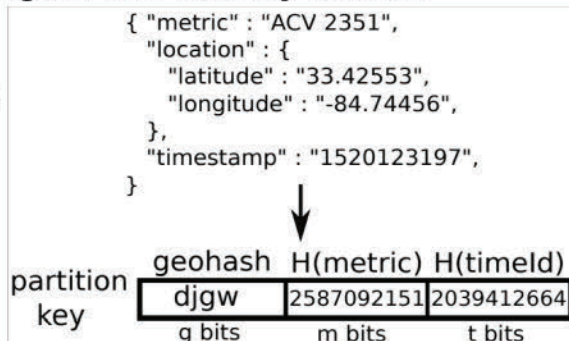 { "metric" : "ACV 2351",
"location" : {
"latitude" : "33.42553",
"longitude" : "-84.74456",
},
"timestamp" : "1520123197",
}
geohash H(metric) H(timeId)
partition key djgw 2587092151 2039412664
g bits m bits t bits